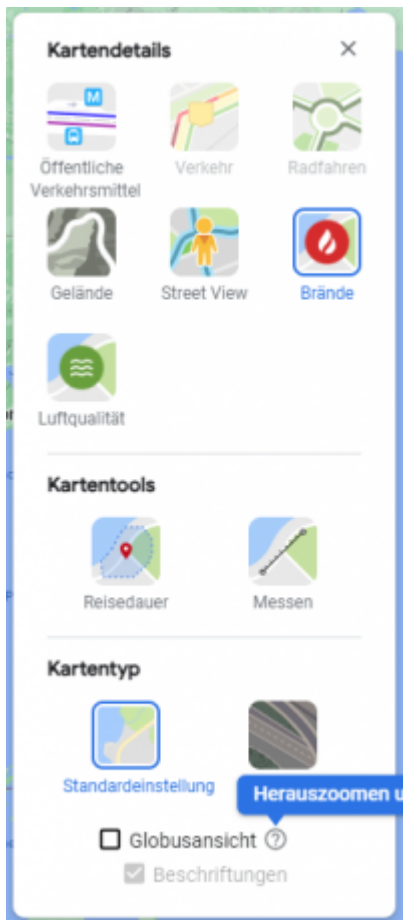 Kartendetails
M
Öffentliche
Verkehrsmittel
Verkehr
Radfahren
Gelände
Street View
Brände
Luftqualität
Kartentools
Reisedauer
Messen
Kartentyp
Standardeinstellung
Herauszoomen u
Globusansicht ?
Beschriftungen